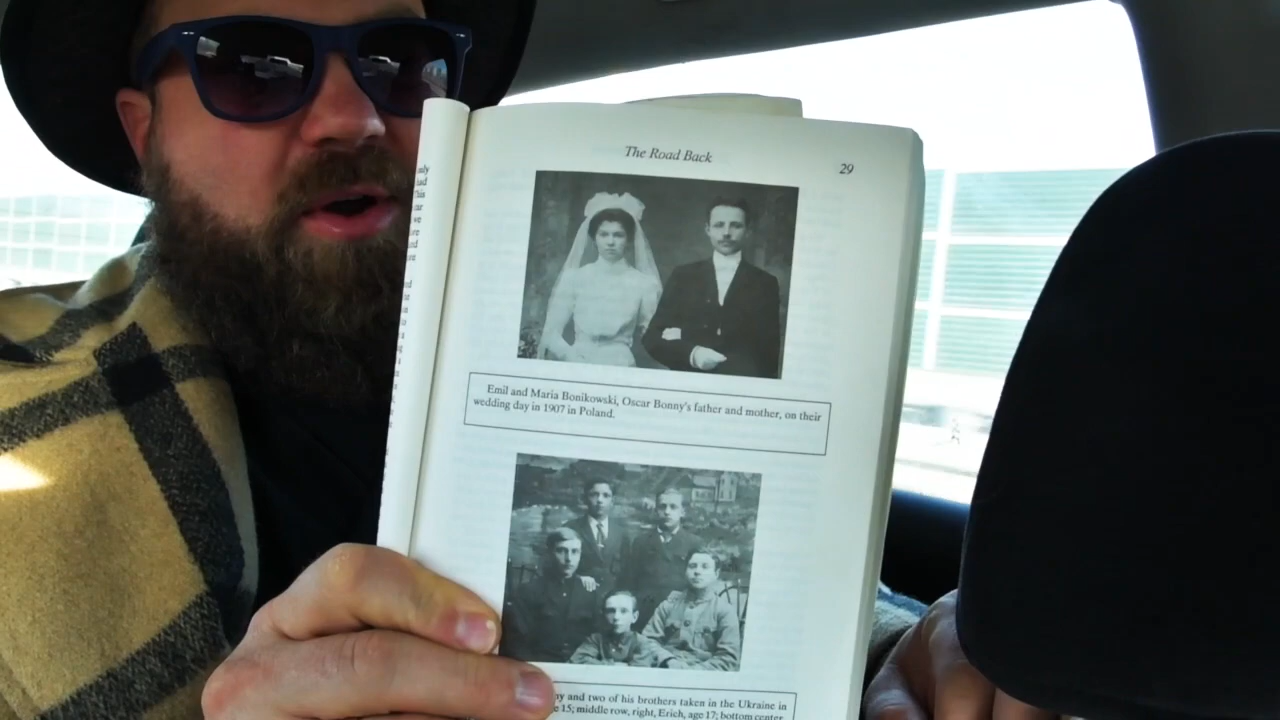 The Road Back
29
Emil and Maria Bonikowski, Oscar Bonny's father and mother, on their
wedding day in 1907 in Poland.
and two of his brothers taken in the Ukraine in
15; middle row, right, Erich, age 17; bottom center,